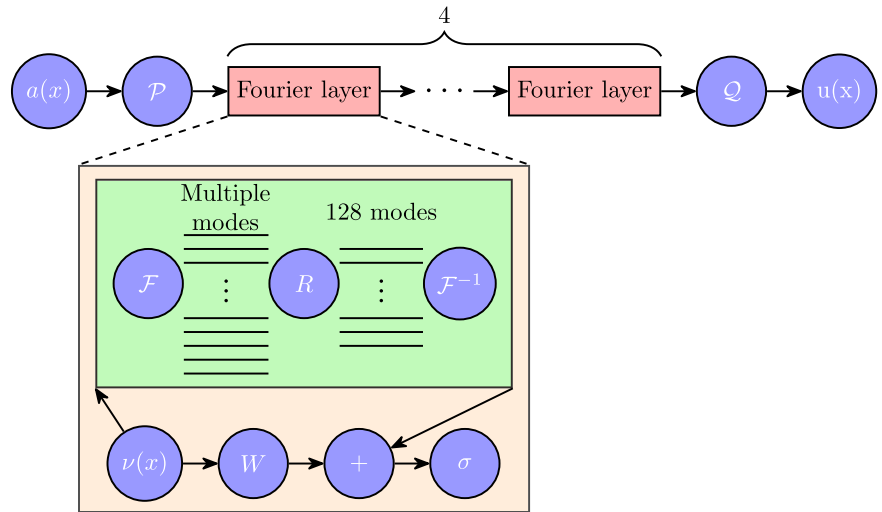 4
a(x)
𝒫
Fourier layer
· · ·
Fourier layer
𝒬
u(x)
Multiple
modes
128 modes
ℱ
⋮
R
⋮
ℱ⁻¹
ν(x)
W
+
σ